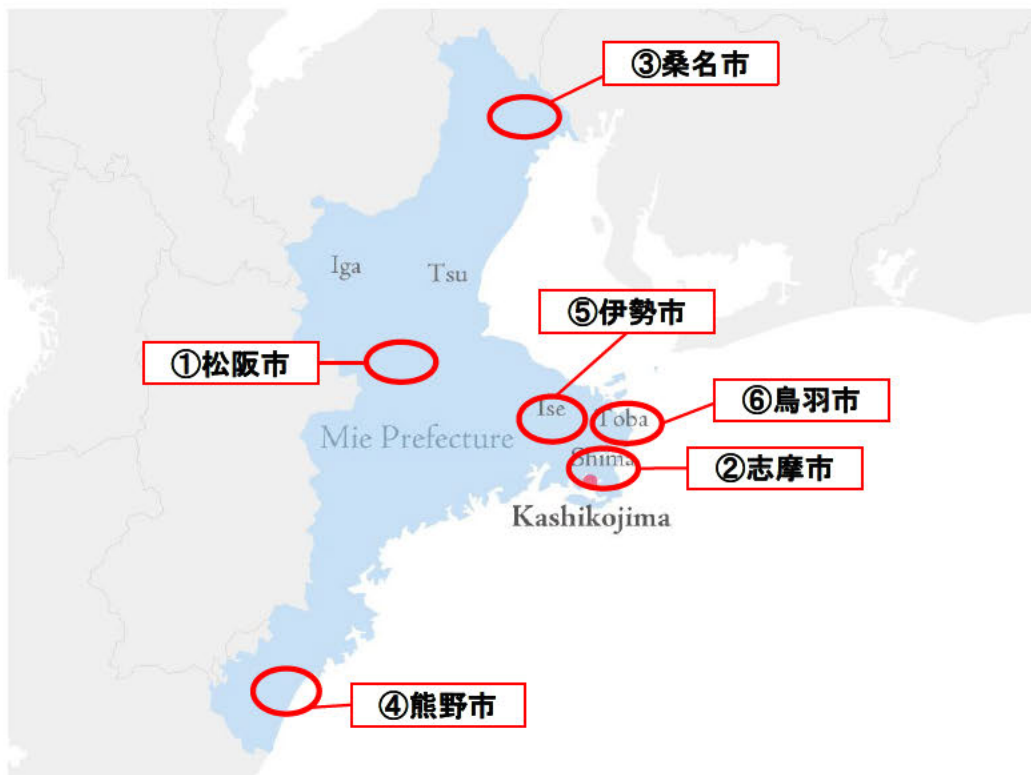 ③桑名市
Iga
Tsu
⑤伊勢市
①松阪市
⑥鳥羽市
Ise
Toba
Mie Prefecture
Shima
②志摩市
Kashikojima
④熊野市